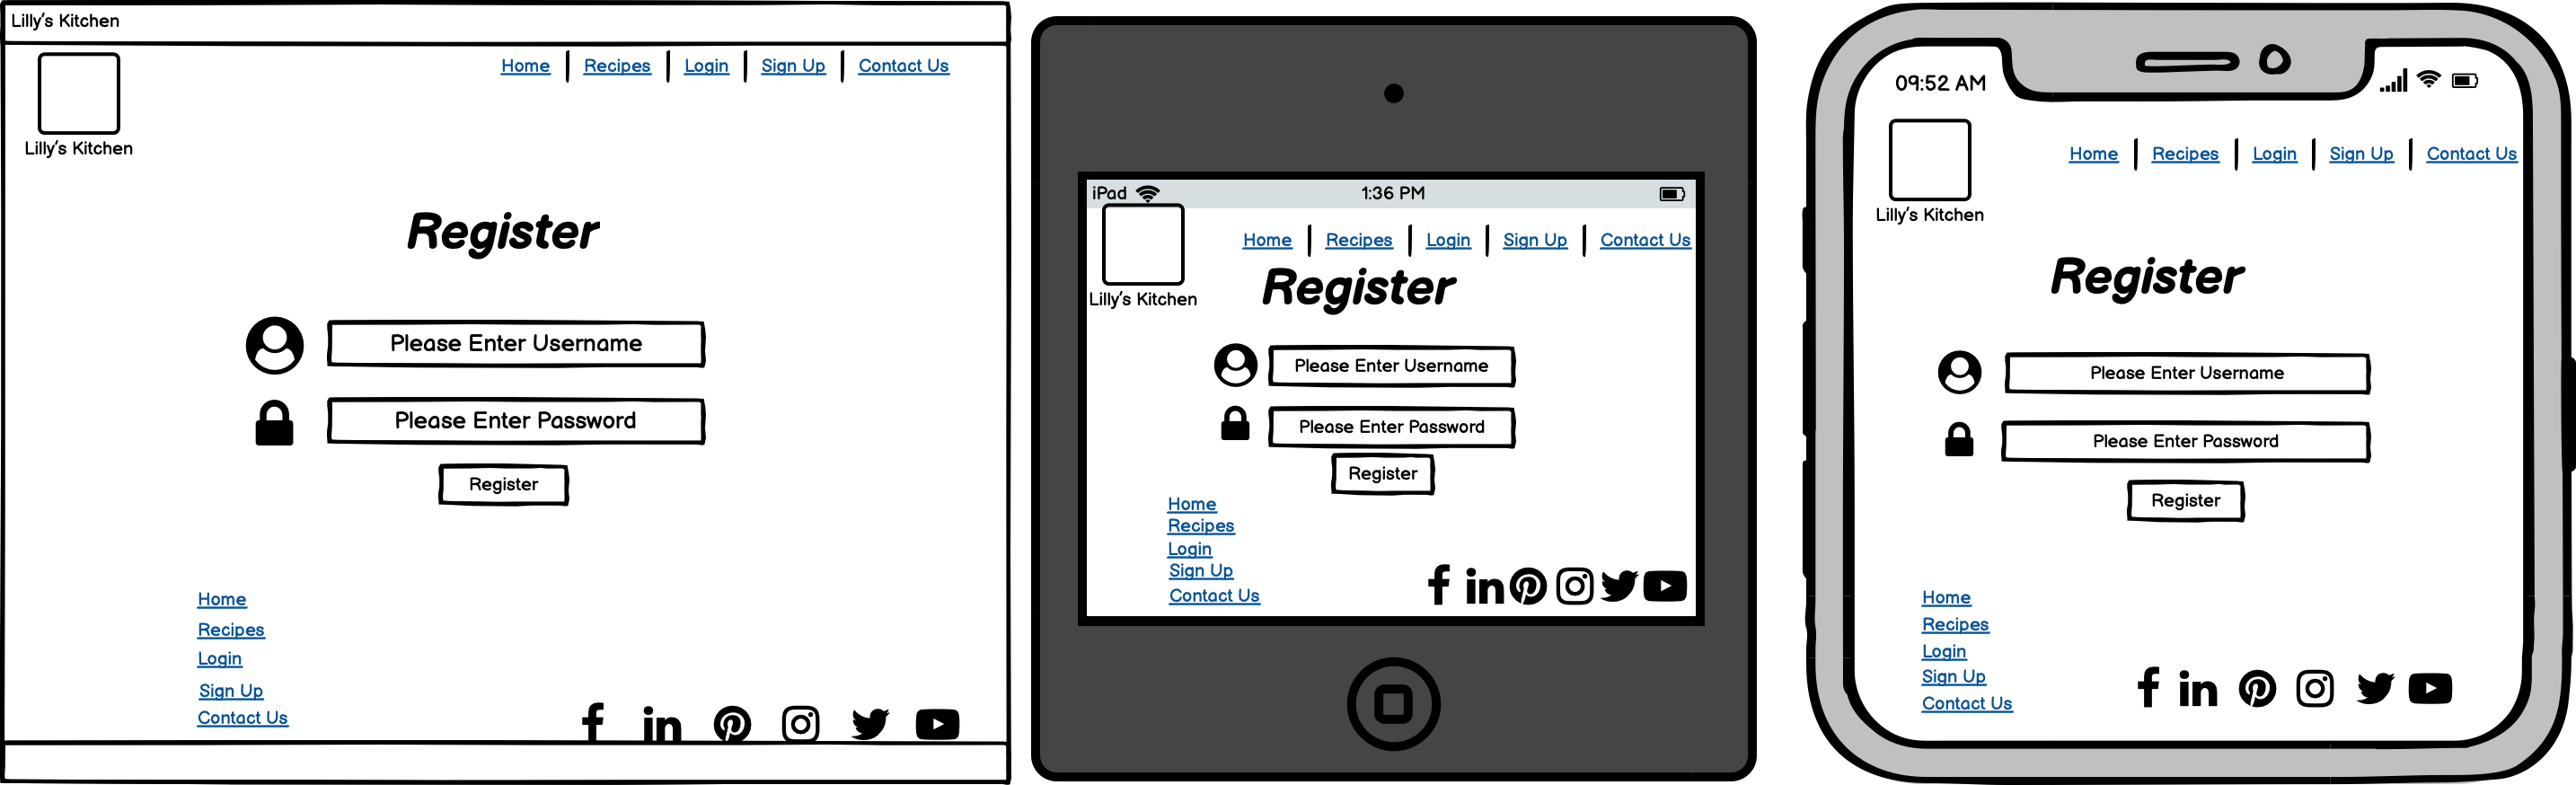 Lilly's Kitchen
Home Recipes Login Sign Up Contact Us
Lilly's Kitchen
Register
Please Enter Username
Please Enter Password
Register
Home
Recipes
Login
Sign Up
Contact Us
iPad 1:36 PM
Home Recipes Login Sign Up Contact Us
Lilly's Kitchen
Register
Please Enter Username
Please Enter Password
Register
Home
Recipes
Login
Sign Up
Contact Us
09:52 AM
Home Recipes Login Sign Up Contact Us
Lilly's Kitchen
Register
Please Enter Username
Please Enter Password
Register
Home
Recipes
Login
Sign Up
Contact Us